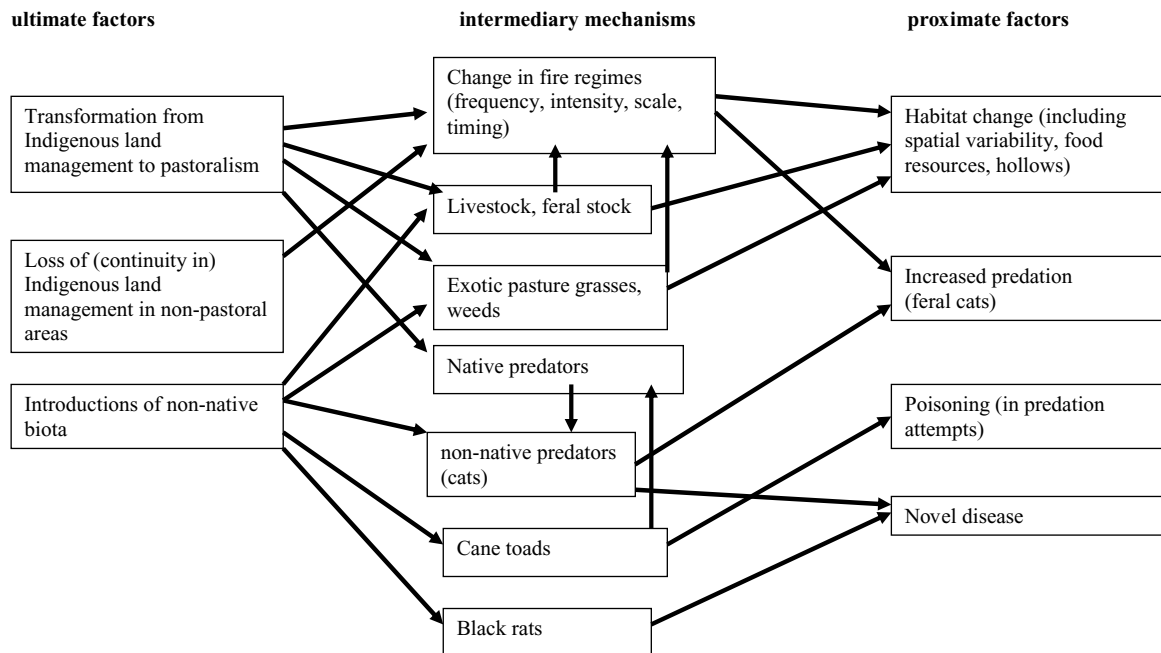 ultimate factors
intermediary mechanisms
proximate factors
Transformation from
Indigenous land
management to pastoralism
Loss of (continuity in)
Indigenous land
management in non-pastoral
areas
Introductions of non-native
biota
Change in fire regimes
(frequency, intensity, scale,
timing)
Livestock, feral stock
Exotic pasture grasses,
weeds
Native predators
non-native predators
(cats)
Cane toads
Black rats
Habitat change (including
spatial variability, food
resources, hollows)
Increased predation
(feral cats)
Poisoning (in predation
attempts)
Novel disease